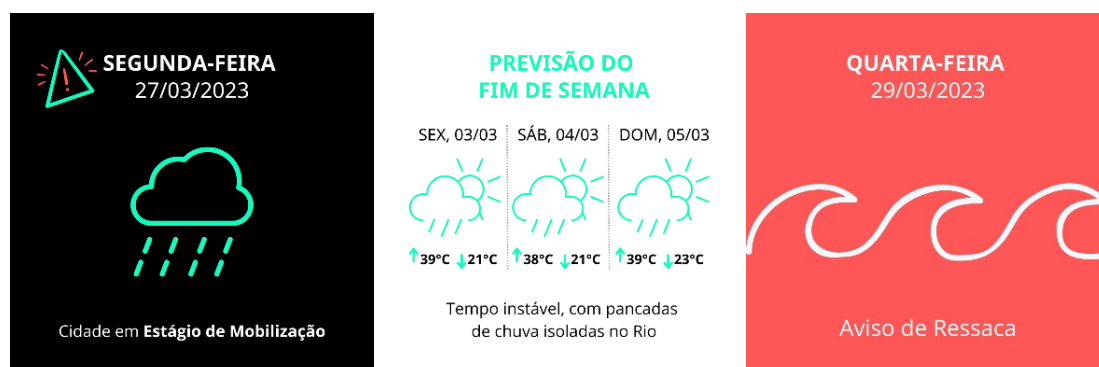 SEGUNDA-FEIRA
27/03/2023
Cidade em Estágio de Mobilização
PREVISÃO DO
FIM DE SEMANA
SEX, 03/03 SÁB, 04/03 DOM, 05/03
39°C 21°C 38°C 21°C 39°C 23°C
Tempo instável, com pancadas
de chuva isoladas no Rio
QUARTA-FEIRA
29/03/2023
Aviso de Ressaca